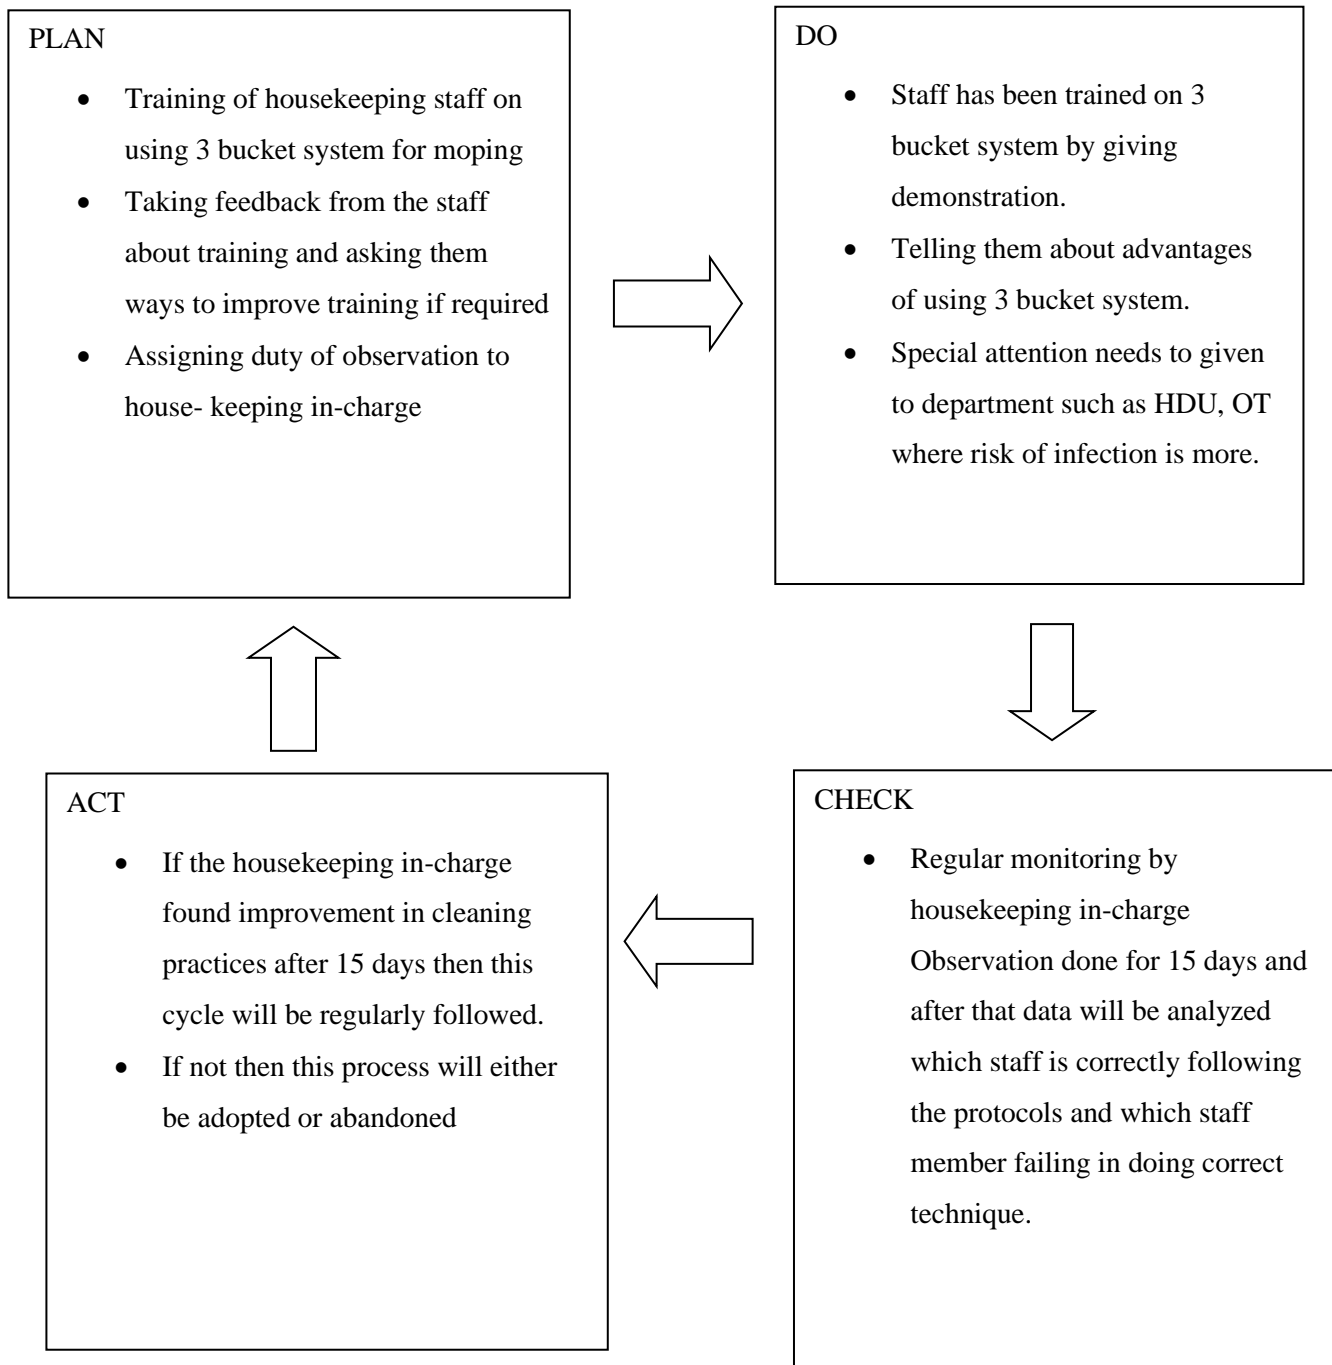 PLAN
• Training of housekeeping staff on
using 3 bucket system for moping
• Taking feedback from the staff
about training and asking them
ways to improve training if required
• Assigning duty of observation to
house- keeping in-charge
DO
• Staff has been trained on 3
bucket system by giving
demonstration.
• Telling them about advantages
of using 3 bucket system.
• Special attention needs to given
to department such as HDU, OT
where risk of infection is more.
ACT
• If the housekeeping in-charge
found improvement in cleaning
practices after 15 days then this
cycle will be regularly followed.
• If not then this process will either
be adopted or abandoned
CHECK
• Regular monitoring by
housekeeping in-charge
Observation done for 15 days and
after that data will be analyzed
which staff is correctly following
the protocols and which staff
member failing in doing correct
technique.